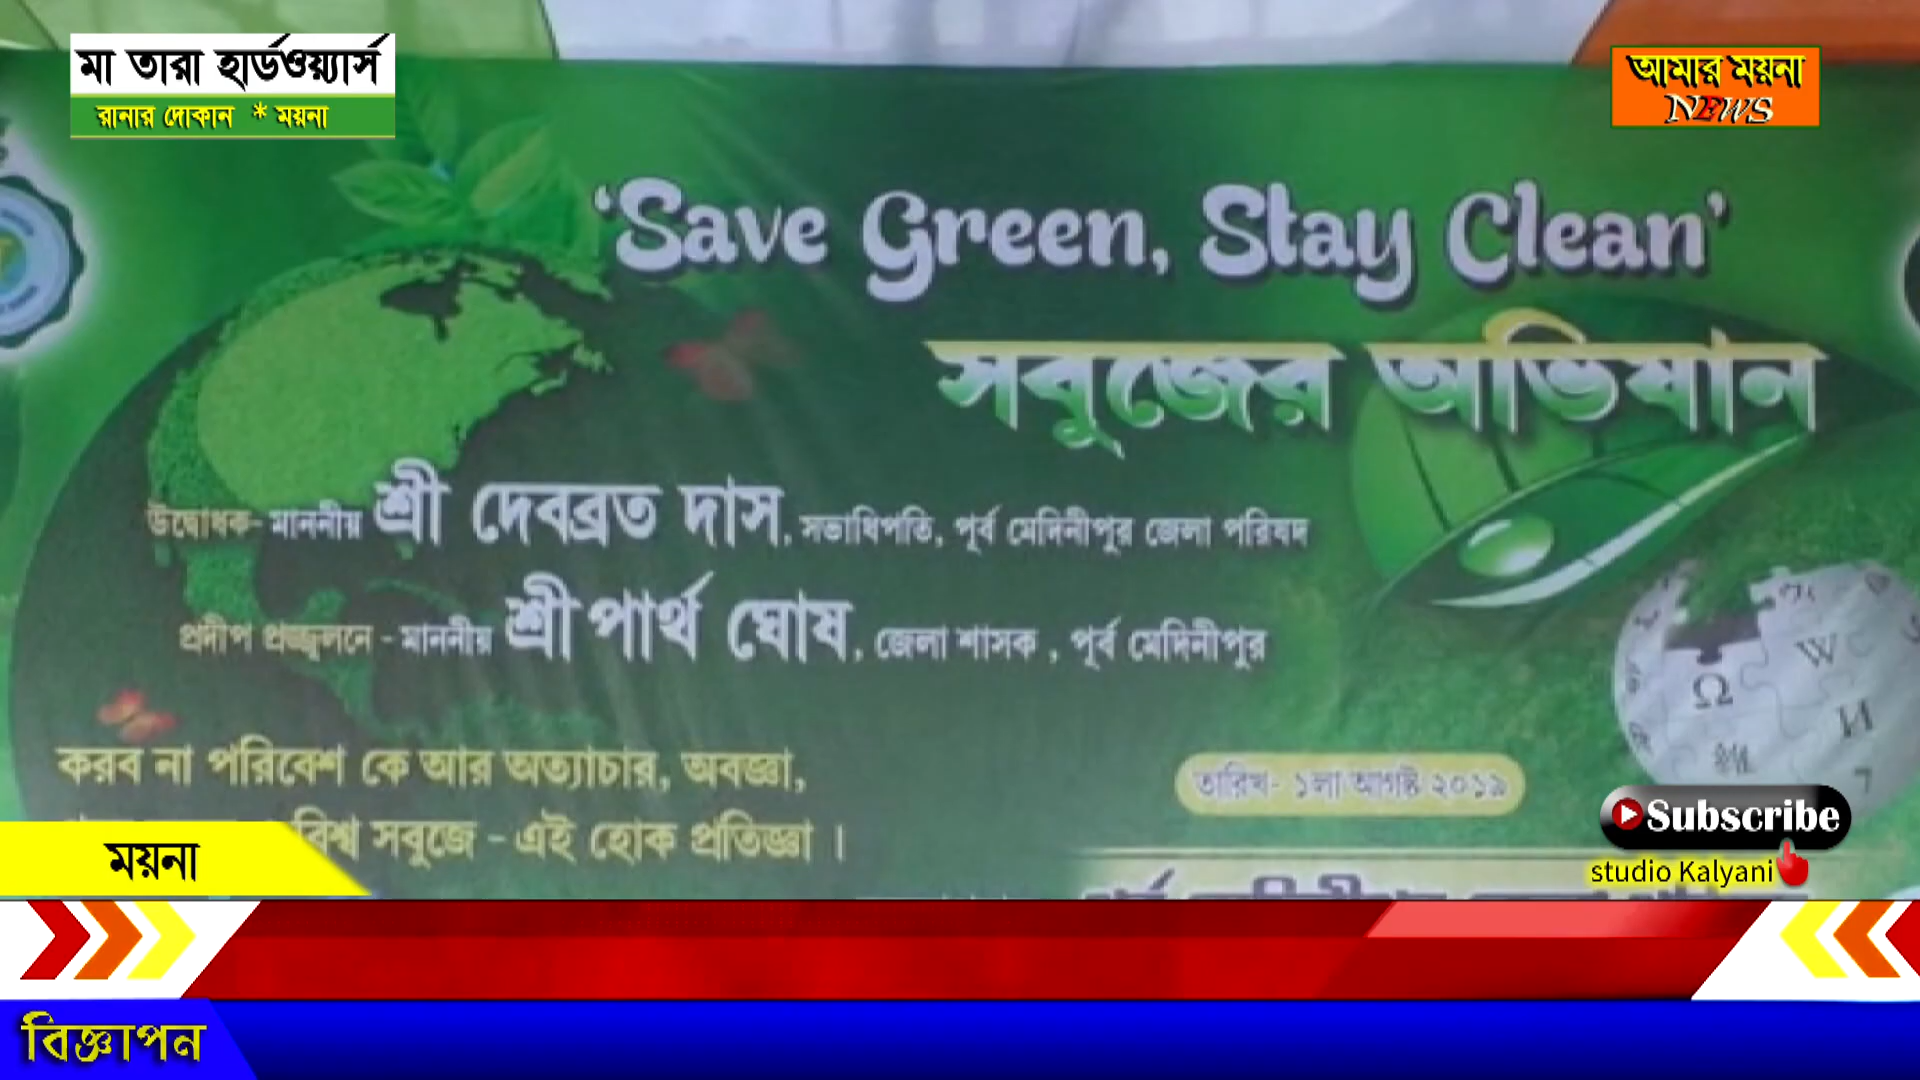 মা তারা হার্ডওয়্যার্স
রানার দোকান * ময়না
আমার ময়না
NEWS
‘Save Green, Stay Clean’
সবুজের অভিযান
উদ্বোধক- মাননীয় শ্রী দেবব্রত দাস, সভাধিপতি, পূর্ব মেদিনীপুর জেলা পরিষদ
প্রদীপ প্রজ্জ্বলনে - মাননীয় শ্রী পার্থ ঘোষ, জেলা শাসক , পূর্ব মেদিনীপুর
করব না পরিবেশ কে আর অত্যাচার, অবজ্ঞা,
বিশ্ব সবুজে - এই হোক প্রতিজ্ঞা ।
তারিখ- ১লা আগষ্ট ২০১৯
Ω W И 7
Subscribe
studio Kalyani
ময়না
বিজ্ঞাপন